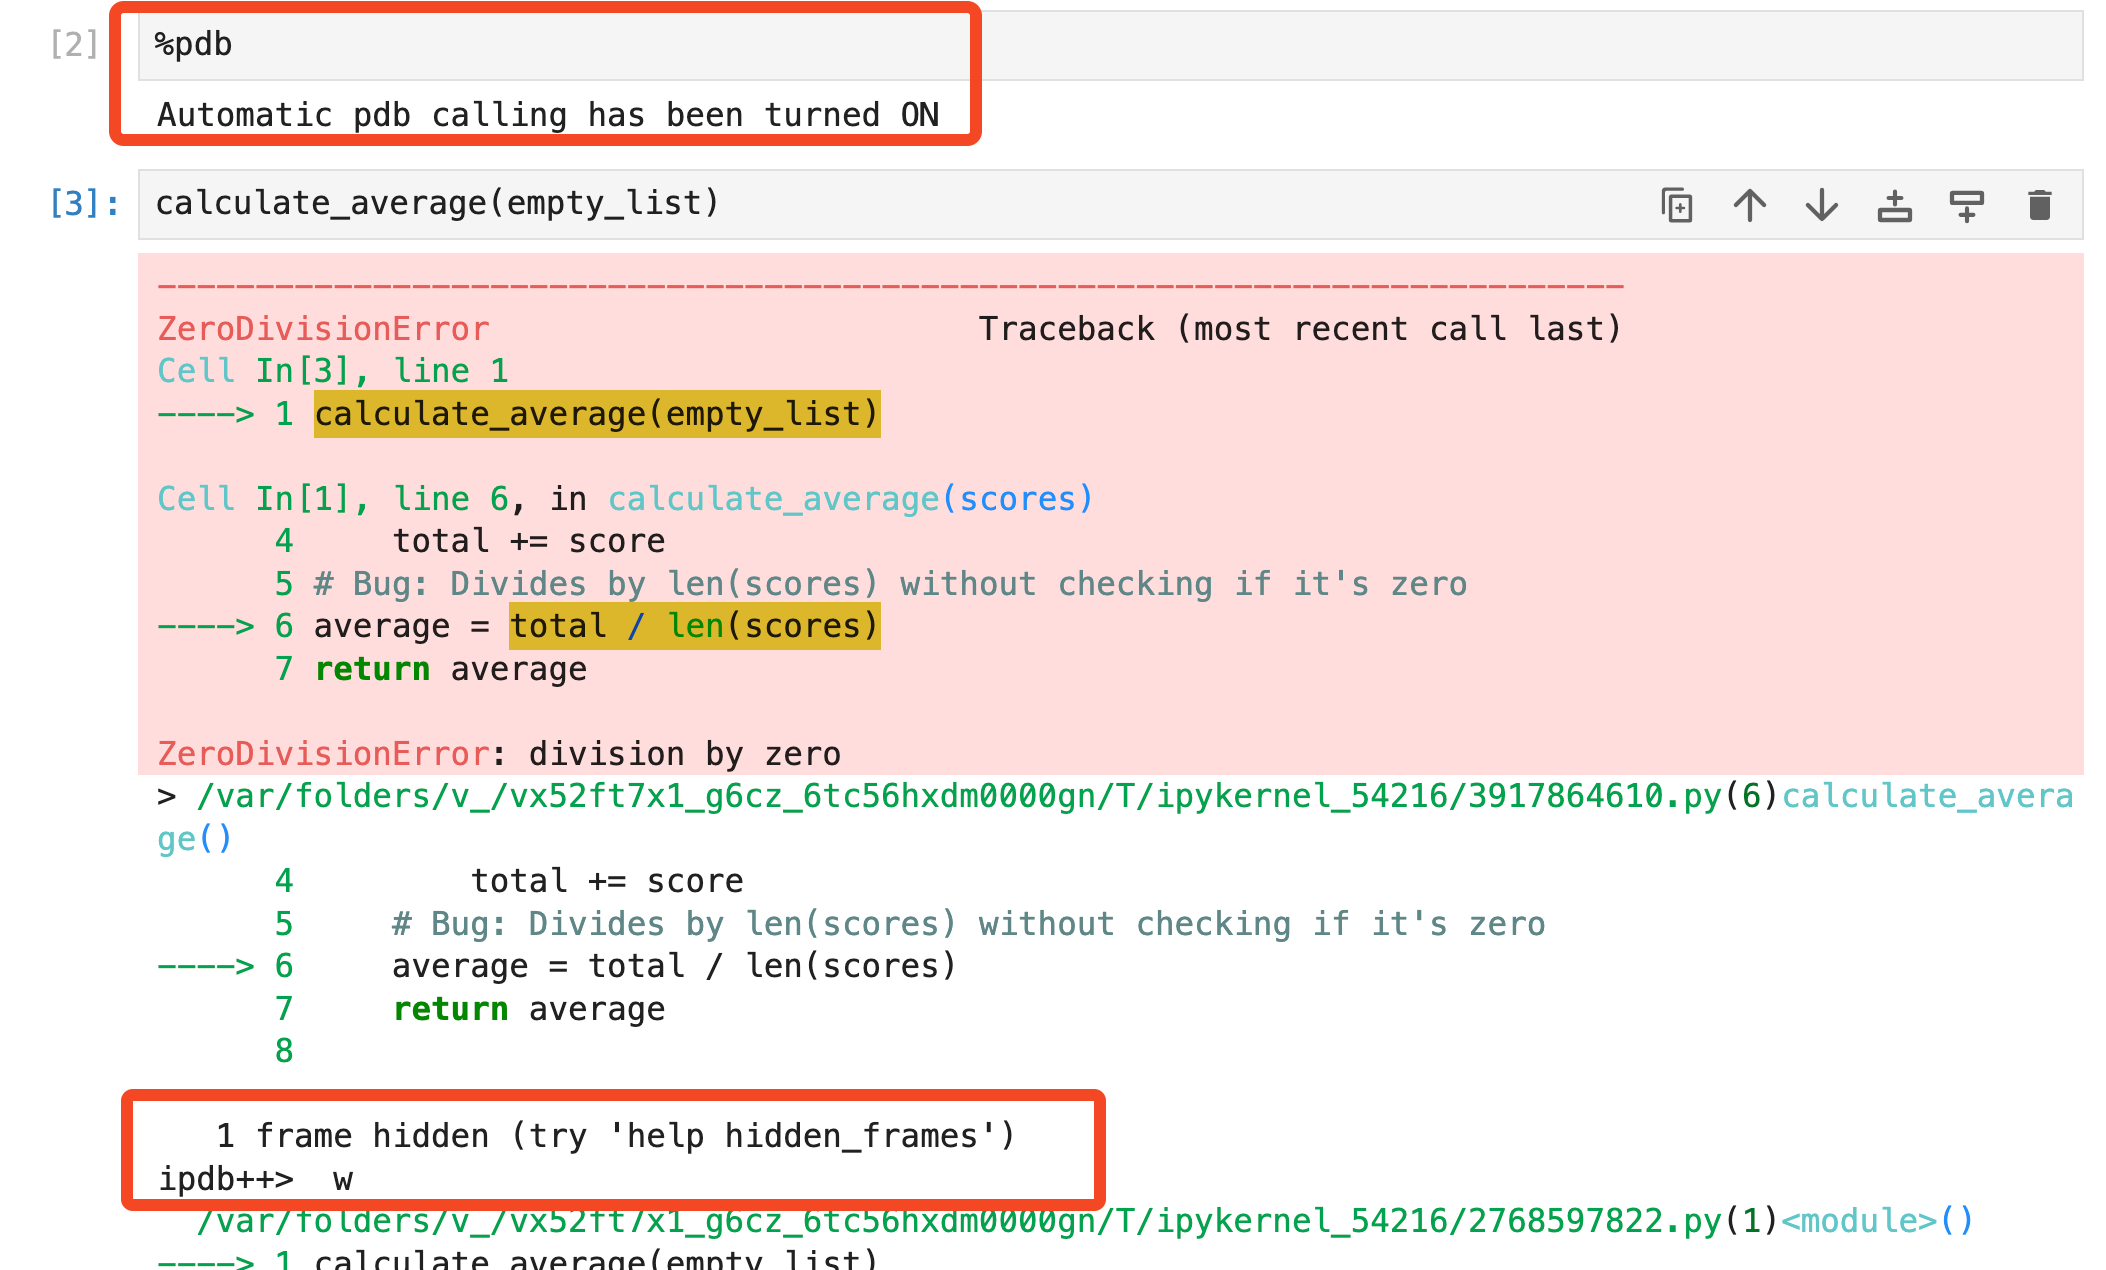 [2]
%pdb
Automatic pdb calling has been turned ON
[3]:
calculate_average(empty_list)
---------------------------------------------------------------------------
ZeroDivisionError                         Traceback (most recent call last)
Cell In[3], line 1
----> 1 calculate_average(empty_list)
Cell In[1], line 6, in calculate_average(scores)
      4     total += score
      5 # Bug: Divides by len(scores) without checking if it's zero
----> 6 average = total / len(scores)
      7 return average
ZeroDivisionError: division by zero
> /var/folders/v_/vx52ft7x1_g6cz_6tc56hxdm0000gn/T/ipykernel_54216/3917864610.py(6)calculate_avera
ge()
      4         total += score
      5     # Bug: Divides by len(scores) without checking if it's zero
----> 6     average = total / len(scores)
      7     return average
      8
   1 frame hidden (try 'help hidden_frames')
ipdb++>  w
  /var/folders/v_/vx52ft7x1_g6cz_6tc56hxdm0000gn/T/ipykernel_54216/2768597822.py(1)<module>()
----> 1 calculate_average(empty_list)